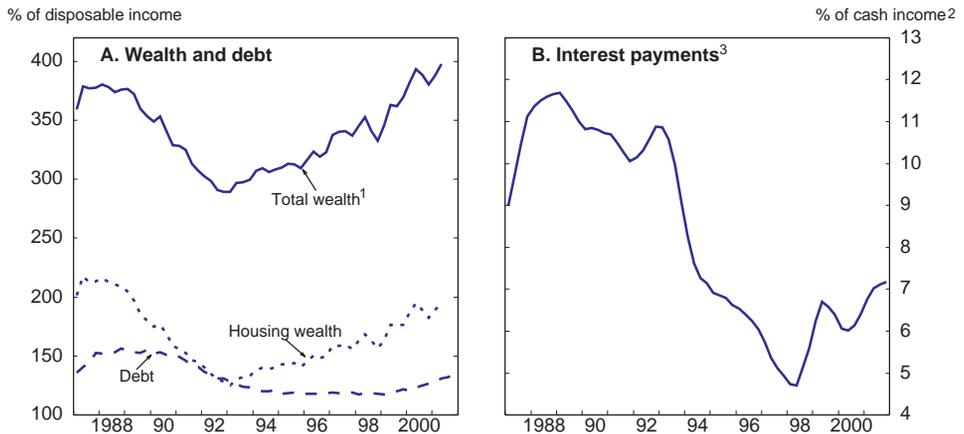 % of disposable income
% of cash income2
A. Wealth and debt
400
350
300
250
200
150
100
Total wealth1
Housing wealth
Debt
1988 90 92 94 96 98 2000
B. Interest payments3
13
12
11
10
9
8
7
6
5
4
1988 90 92 94 96 98 2000